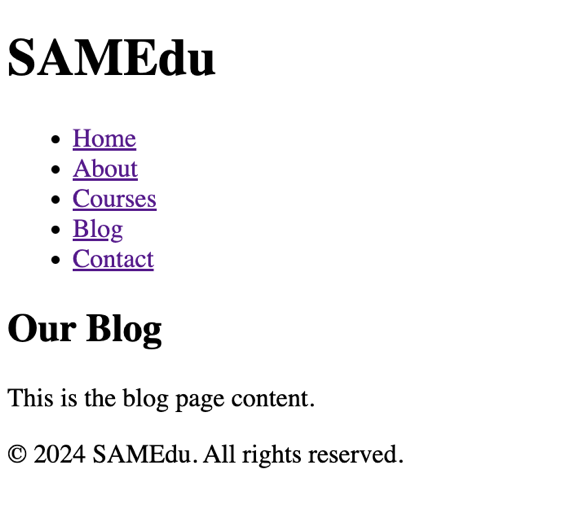 SAMEdu
Home
About
Courses
Blog
Contact
Our Blog
This is the blog page content.
© 2024 SAMEdu. All rights reserved.